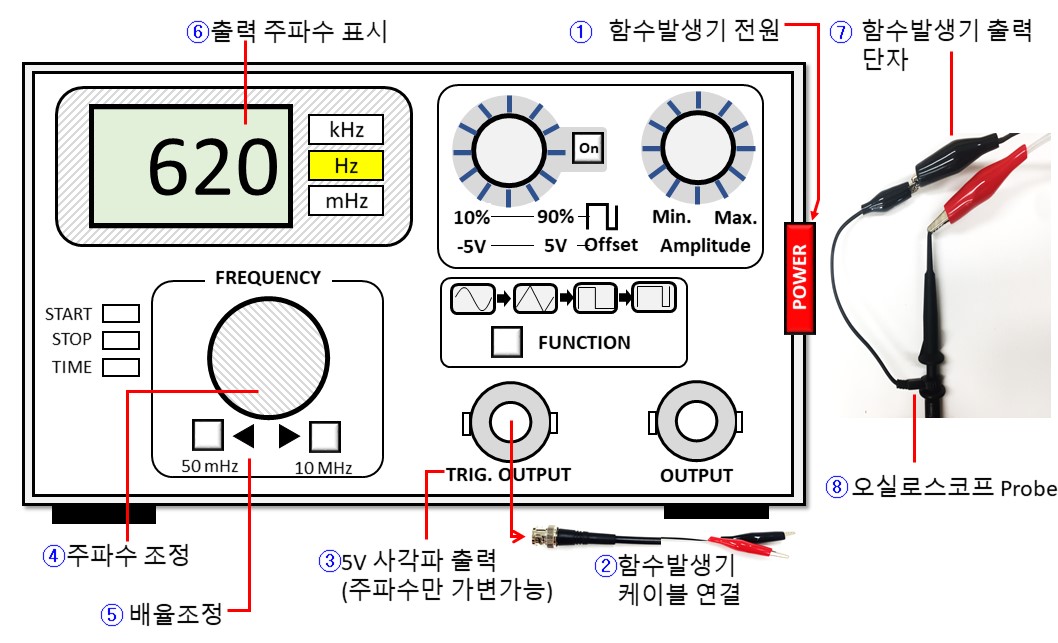 ⑥출력 주파수 표시
① 함수발생기 전원
⑦ 함수발생기 출력
단자
620
kHz
Hz
mHz
On
10% 90%
-5V 5V Offset
Min. Max.
Amplitude
POWER
FREQUENCY
START
STOP
TIME
50 mHz
10 MHz
FUNCTION
TRIG. OUTPUT
OUTPUT
⑧오실로스코프 Probe
④주파수 조정
③5V 사각파 출력
(주파수만 가변가능)
②함수발생기
케이블 연결
⑤ 배율조정